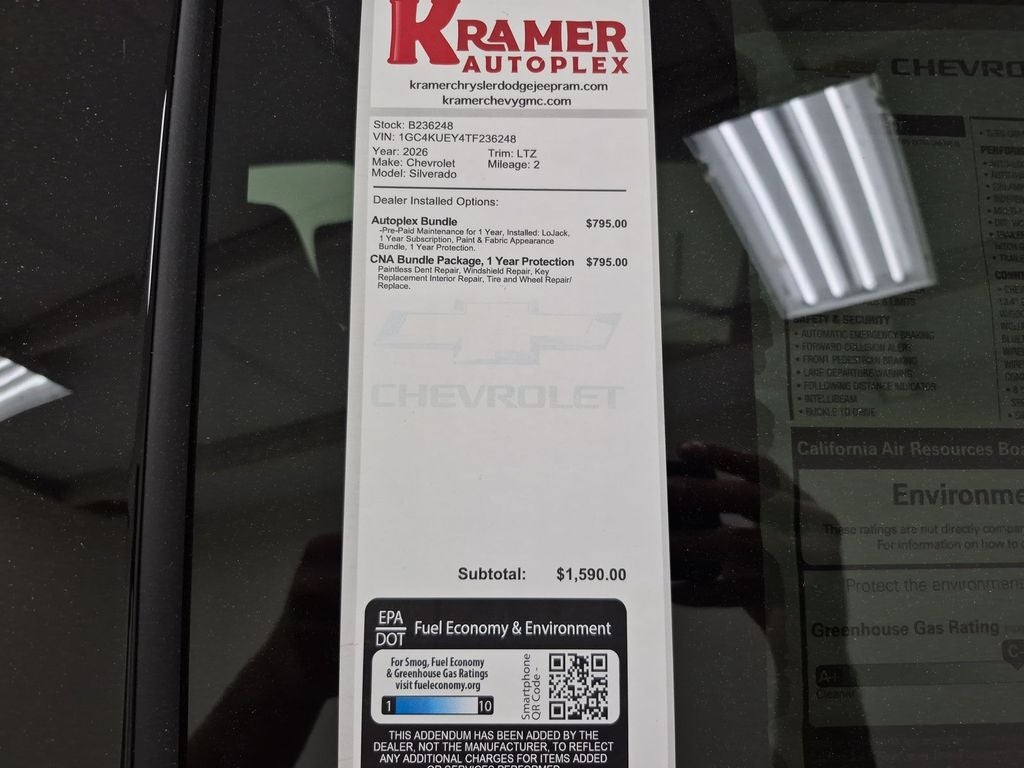 KRAMER
AUTOPLEX
kramerchryslerdodgejeepram.com
kramerchevygmc.com
Stock: B236248
VIN: 1GC4KUEY4TF236248
Year: 2026 Trim: LTZ
Make: Chevrolet Mileage: 2
Model: Silverado
Dealer Installed Options:
Autoplex Bundle $795.00
-Pre-Paid Maintenance for 1 Year, Installed: LoJack,
1 Year Subscription, Paint & Fabric Appearance
Bundle, 1 Year Protection.
CNA Bundle Package, 1 Year Protection $795.00
Paintless Dent Repair, Windshield Repair, Key
Replacement Interior Repair, Tire and Wheel Repair/
Replace.
CHEVROLET
Subtotal: $1,590.00
EPA
DOT
Fuel Economy & Environment
For Smog, Fuel Economy
& Greenhouse Gas Ratings
visit fueleconomy.org
1 10
Smartphone
QR Code -
THIS ADDENDUM HAS BEEN ADDED BY THE
DEALER, NOT THE MANUFACTURER, TO REFLECT
ANY ADDITIONAL CHARGES FOR ITEMS ADDED
OR SERVICES PERFORMED
CHEVRO
SAFETY & SECURITY
• AUTOMATIC EMERGENCY BRAKING
• FORWARD COLLISION ALERT
• FRONT PEDESTRIAN BRAKING
• LANE DEPARTURE WARNING
• FOLLOWING DISTANCE INDICATOR
• INTELLIBEAM
• BUCKLE TO DRIVE
California Air Resources Boa
Environme
These ratings are not directly compar
For information on how to
Protect the environment
Greenhouse Gas Rating
A+
Cleaner